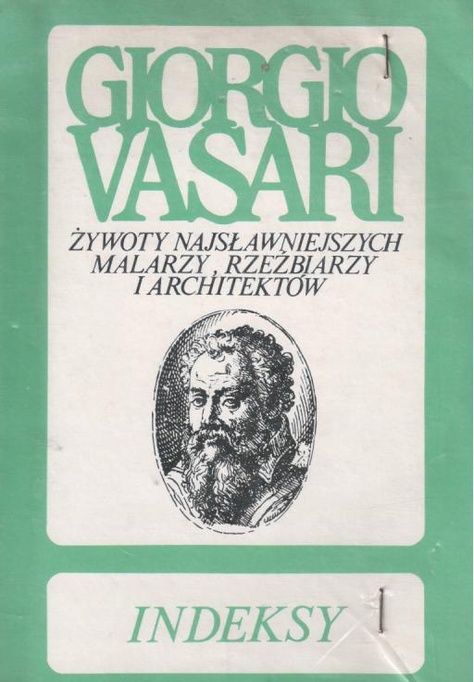 GIORGIO
VASARI
ŻYWOTY NAJSŁAWNIEJSZYCH
MALARZY, RZEŹBIARZY
I ARCHITEKTÓW
INDEKSY